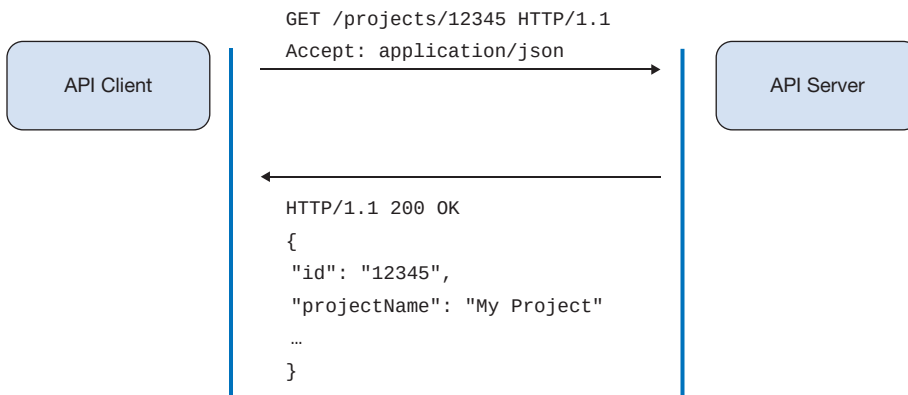 GET /projects/12345 HTTP/1.1
Accept: application/json
API Client
API Server
HTTP/1.1 200 OK
{
"id": "12345",
"projectName": "My Project"
…
}